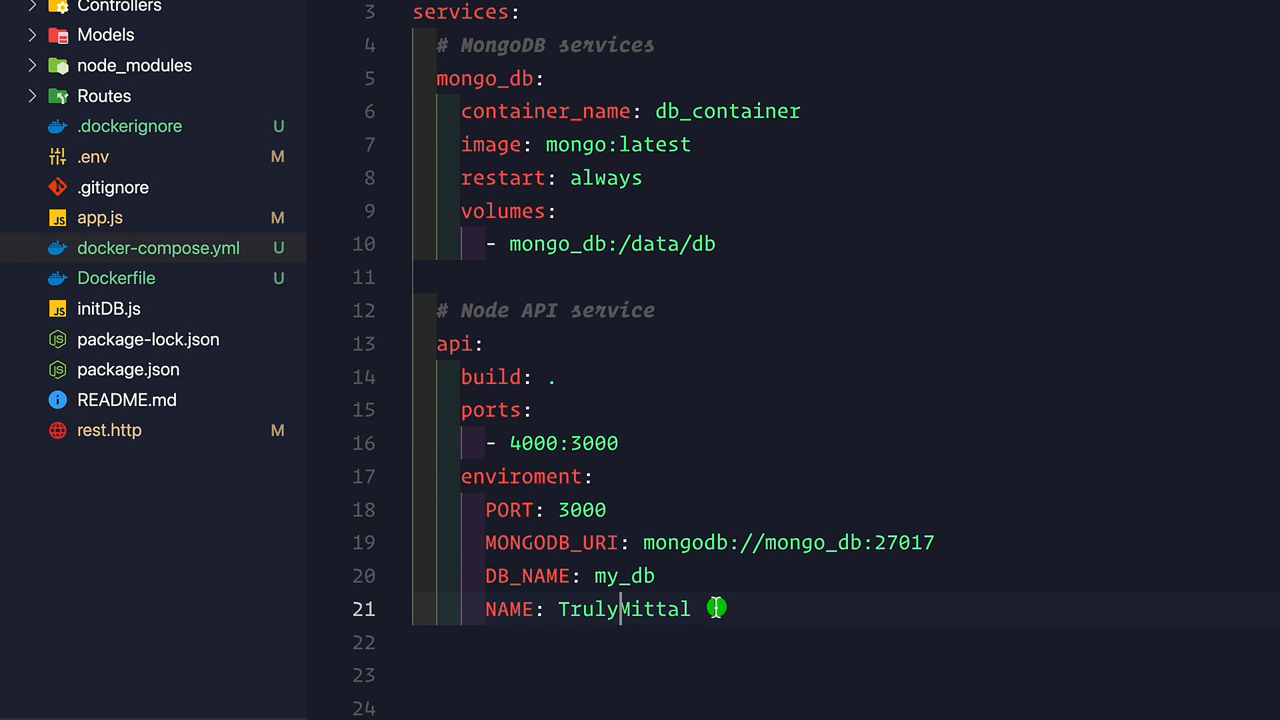 Controllers
Models
node_modules
Routes
.dockerignore U
.env M
.gitignore
app.js M
docker-compose.yml U
Dockerfile U
initDB.js
package-lock.json
package.json
README.md
rest.http M
3 services:
4 # MongoDB services
5 mongo_db:
6 container_name: db_container
7 image: mongo:latest
8 restart: always
9 volumes:
10 - mongo_db:/data/db
11
12 # Node API service
13 api:
14 build: .
15 ports:
16 - 4000:3000
17 enviroment:
18 PORT: 3000
19 MONGODB_URI: mongodb://mongo_db:27017
20 DB_NAME: my_db
21 NAME: TrulyMittal
22
23
24